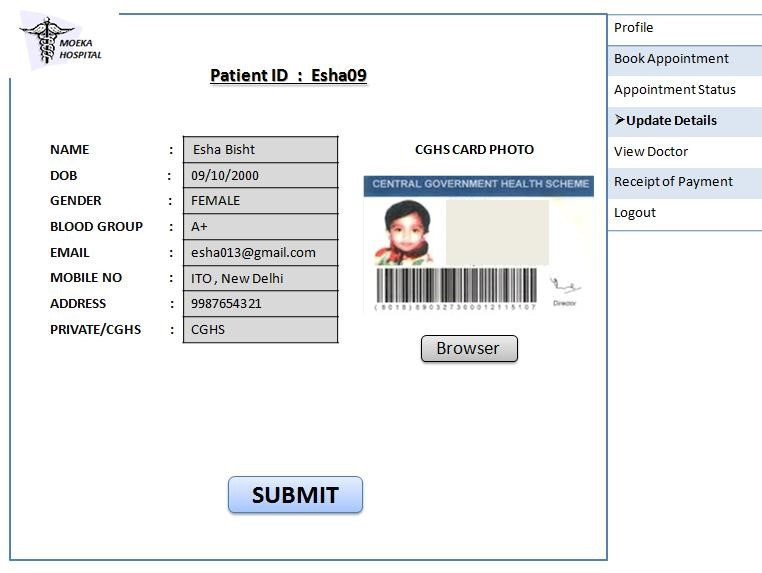 MOEKA
HOSPITAL
Patient ID : Esha09
NAME : Esha Bisht
DOB : 09/10/2000
GENDER : FEMALE
BLOOD GROUP : A+
EMAIL : esha013@gmail.com
MOBILE NO : ITO , New Delhi
ADDRESS : 9987654321
PRIVATE/CGHS : CGHS
CGHS CARD PHOTO
CENTRAL GOVERNMENT HEALTH SCHEME
Director
Browser
SUBMIT
Profile
Book Appointment
Appointment Status
➢Update Details
View Doctor
Receipt of Payment
Logout